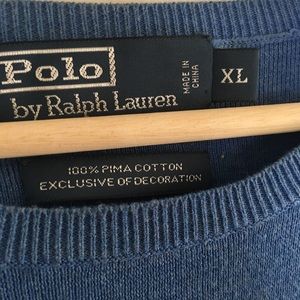 Polo
by Ralph Lauren
MADE IN
CHINA
XL
100% PIMA COTTON
EXCLUSIVE OF DECORATION